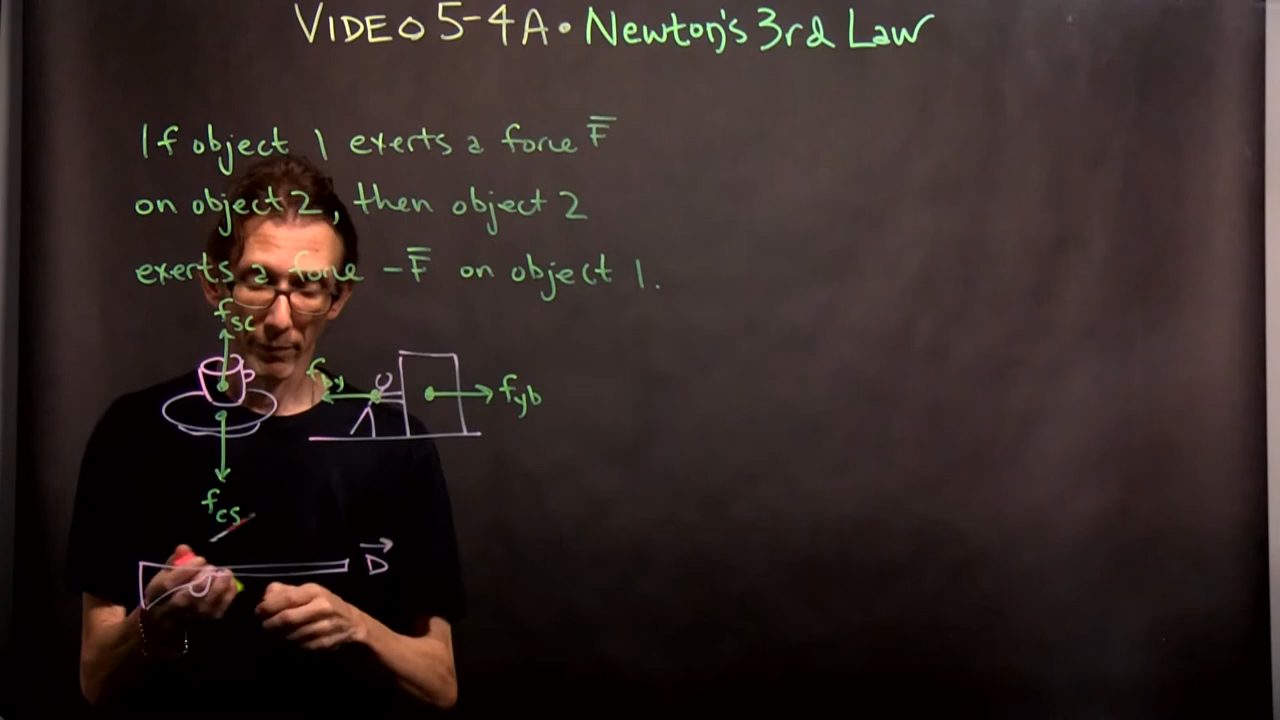 VIDEO 5-4A • Newton's 3rd Law
If object 1 exerts a force F̅
on object 2, then object 2
exerts a force -F̅ on object 1.
fsc
fby
fyb
fcs
D⃗